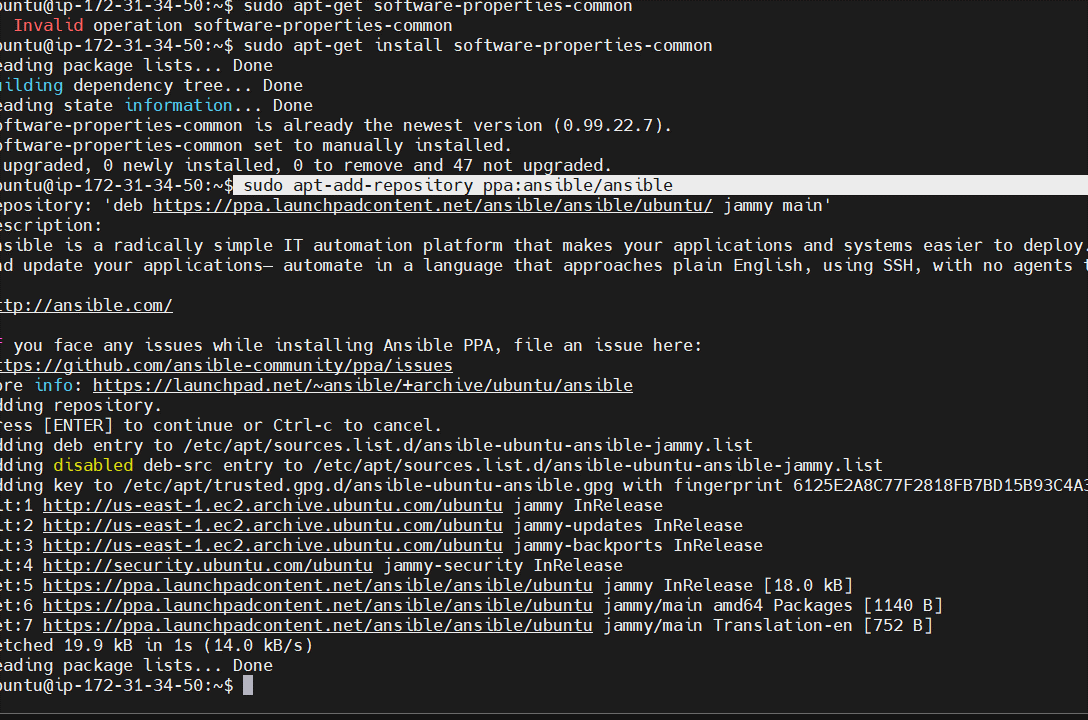 buntu@ip-172-31-34-50:~$ sudo apt-get software-properties-common
Invalid operation software-properties-common
buntu@ip-172-31-34-50:~$ sudo apt-get install software-properties-common
eading package lists... Done
uilding dependency tree... Done
eading state information... Done
oftware-properties-common is already the newest version (0.99.22.7).
oftware-properties-common set to manually installed.
upgraded, 0 newly installed, 0 to remove and 47 not upgraded.
buntu@ip-172-31-34-50:~$ sudo apt-add-repository ppa:ansible/ansible
epository: 'deb https://ppa.launchpadcontent.net/ansible/ansible/ubuntu/ jammy main'
escription:
nsible is a radically simple IT automation platform that makes your applications and systems easier to deploy.
nd update your applications— automate in a language that approaches plain English, using SSH, with no agents t
ttp://ansible.com/
f you face any issues while installing Ansible PPA, file an issue here:
ttps://github.com/ansible-community/ppa/issues
ore info: https://launchpad.net/~ansible/+archive/ubuntu/ansible
dding repository.
ress [ENTER] to continue or Ctrl-c to cancel.
dding deb entry to /etc/apt/sources.list.d/ansible-ubuntu-ansible-jammy.list
dding disabled deb-src entry to /etc/apt/sources.list.d/ansible-ubuntu-ansible-jammy.list
dding key to /etc/apt/trusted.gpg.d/ansible-ubuntu-ansible.gpg with fingerprint 6125E2A8C77F2818FB7BD15B93C4A3
it:1 http://us-east-1.ec2.archive.ubuntu.com/ubuntu jammy InRelease
it:2 http://us-east-1.ec2.archive.ubuntu.com/ubuntu jammy-updates InRelease
it:3 http://us-east-1.ec2.archive.ubuntu.com/ubuntu jammy-backports InRelease
it:4 http://security.ubuntu.com/ubuntu jammy-security InRelease
et:5 https://ppa.launchpadcontent.net/ansible/ansible/ubuntu jammy InRelease [18.0 kB]
et:6 https://ppa.launchpadcontent.net/ansible/ansible/ubuntu jammy/main amd64 Packages [1140 B]
et:7 https://ppa.launchpadcontent.net/ansible/ansible/ubuntu jammy/main Translation-en [752 B]
etched 19.9 kB in 1s (14.0 kB/s)
eading package lists... Done
buntu@ip-172-31-34-50:~$